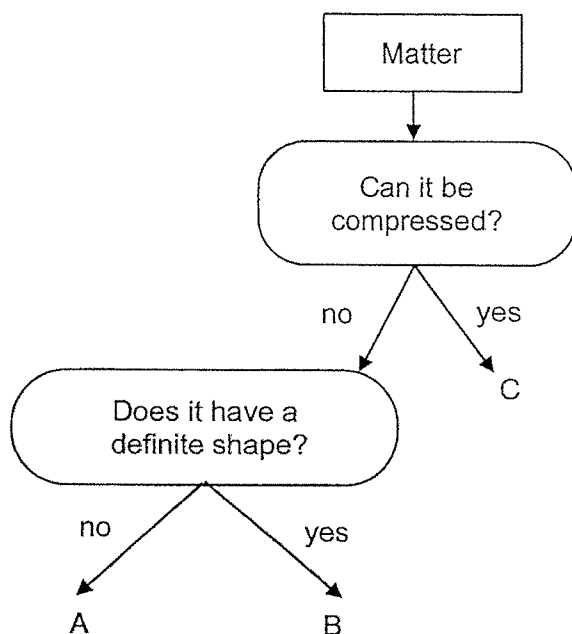 Matter
Can it be
compressed?
no
yes
C
Does it have a
definite shape?
no
yes
A
B